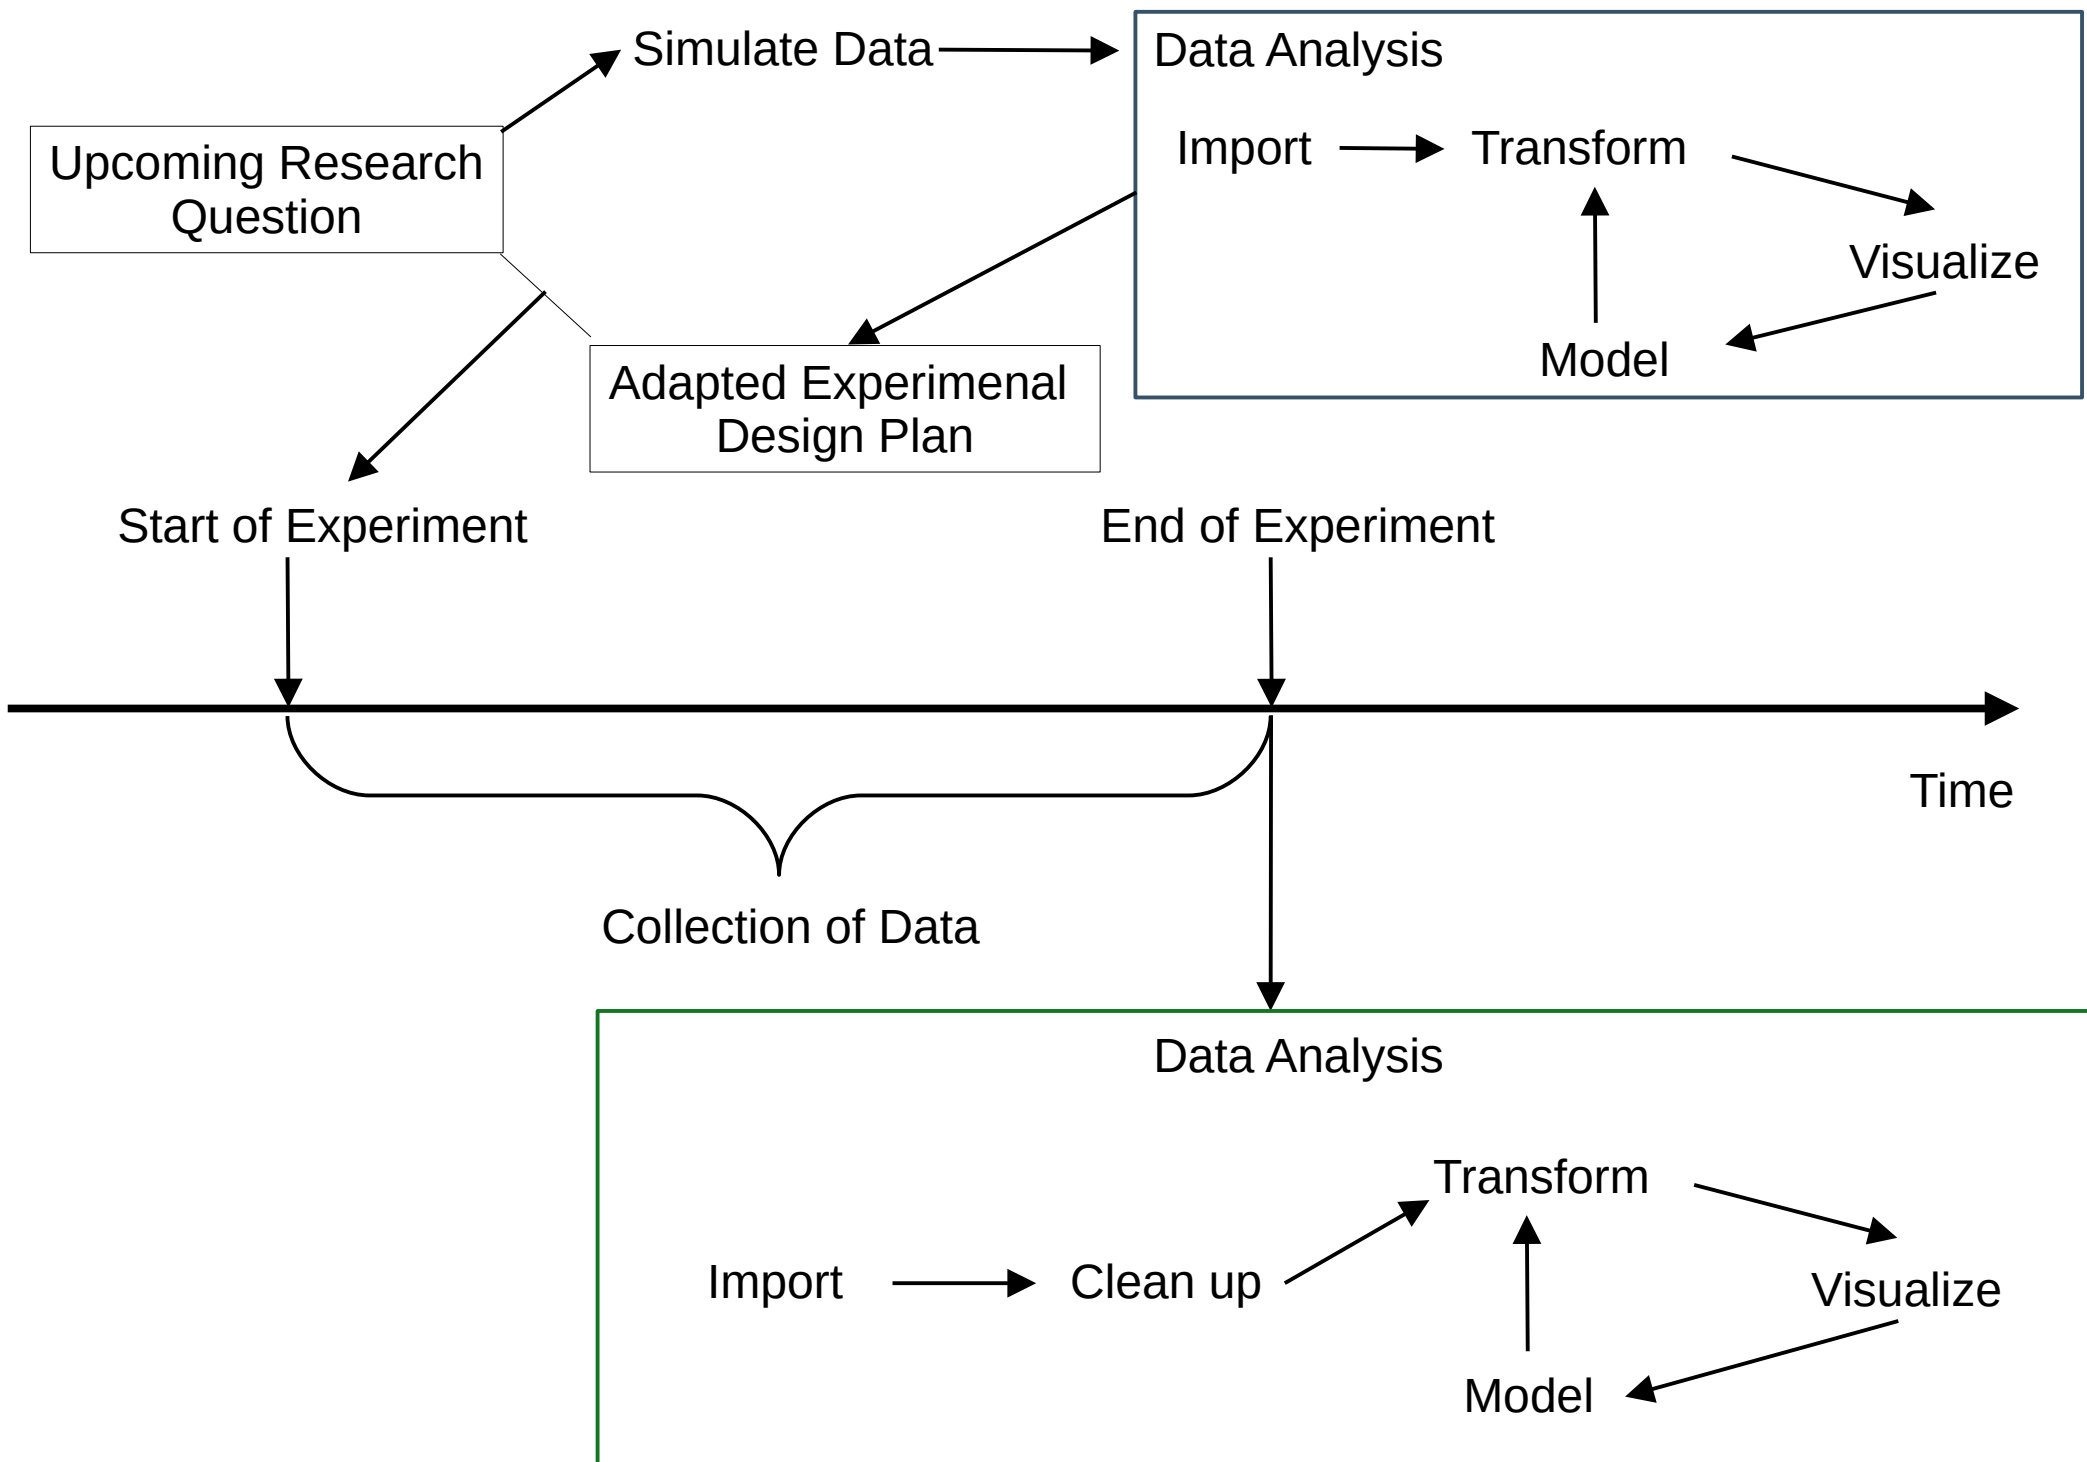 Simulate Data
Data Analysis
Import
Transform
Upcoming Research
Question
Visualize
Model
Adapted Experimenal
Design Plan
Start of Experiment
End of Experiment
Time
Collection of Data
Data Analysis
Transform
Import
Clean up
Visualize
Model